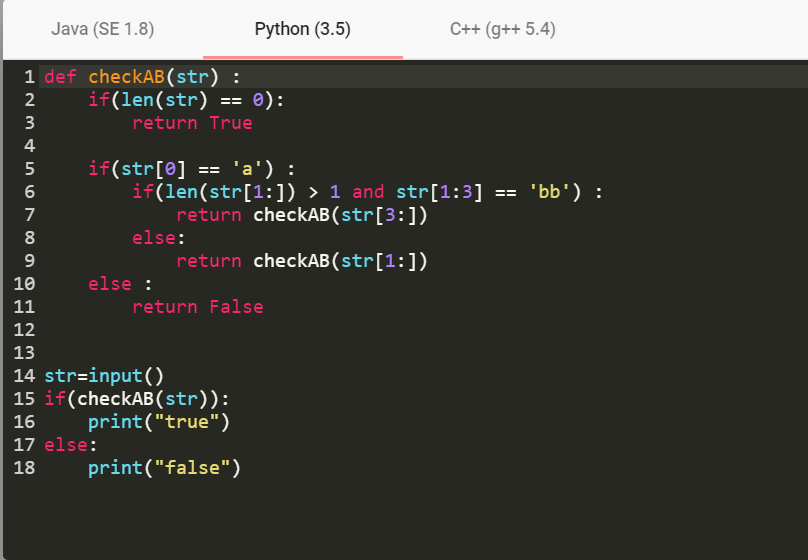 Java (SE 1.8) Python (3.5) C++ (g++ 5.4)
1 def checkAB(str) :
2     if(len(str) == 0):
3         return True
4
5     if(str[0] == 'a') :
6         if(len(str[1:]) > 1 and str[1:3] == 'bb') :
7             return checkAB(str[3:])
8         else:
9             return checkAB(str[1:])
10     else :
11         return False
12
13
14 str=input()
15 if(checkAB(str)):
16     print("true")
17 else:
18     print("false")